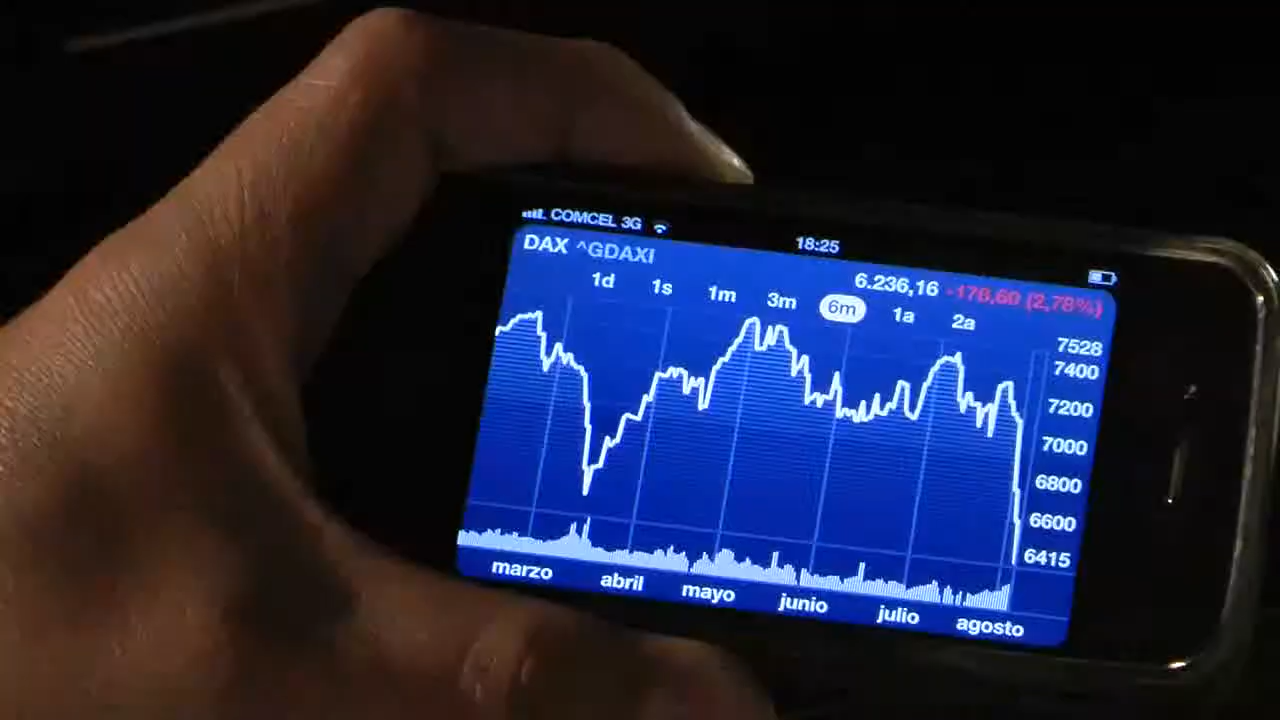 COMCEL 3G 18:25
DAX ^GDAXI
6.236,16 -178,60 (2,78%)
1d 1s 1m 3m 6m 1a 2a
7528
7400
7200
7000
6800
6600
6415
marzo abril mayo junio julio agosto